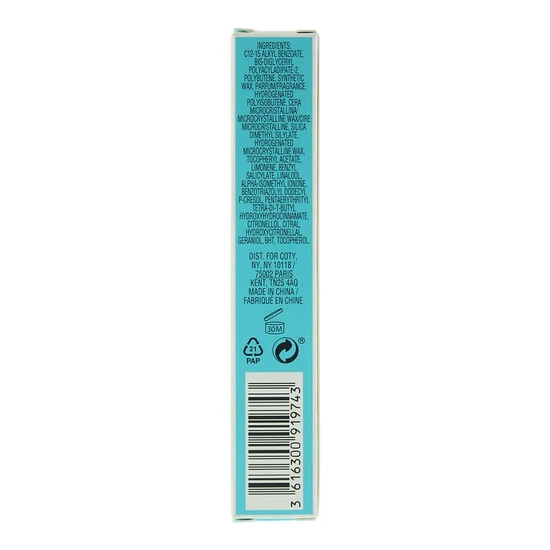 INGREDIENTS:
C12-15 ALKYL BENZOATE,
BIS-DIGLYCERYL
POLYACYLADIPATE-2,
POLYBUTENE, SYNTHETIC
WAX, PARFUM/FRAGRANCE,
HYDROGENATED
POLYISOBUTENE, CERA
MICROCRISTALLINA/
MICROCRYSTALLINE WAX/CIRE
MICROCRISTALLINE, SILICA
DIMETHYL SILYLATE,
HYDROGENATED
MICROCRYSTALLINE WAX,
TOCOPHERYL ACETATE,
LIMONENE, BENZYL
SALICYLATE, LINALOOL,
ALPHA-ISOMETHYL IONONE,
BENZOTRIAZOLYL DODECYL
P-CRESOL, PENTAERYTHRITYL
TETRA-DI-T-BUTYL
HYDROXYHYDROCINNAMATE,
CITRONELLOL, CITRAL,
HYDROXYCITRONELLAL,
GERANIOL, BHT, TOCOPHEROL.
DIST. FOR COTY,
NY, NY 10118 /
75002 PARIS
KENT, TN25 4AQ
MADE IN CHINA /
FABRIQUÉ EN CHINE
30M
21
PAP
®
3 616300 919743